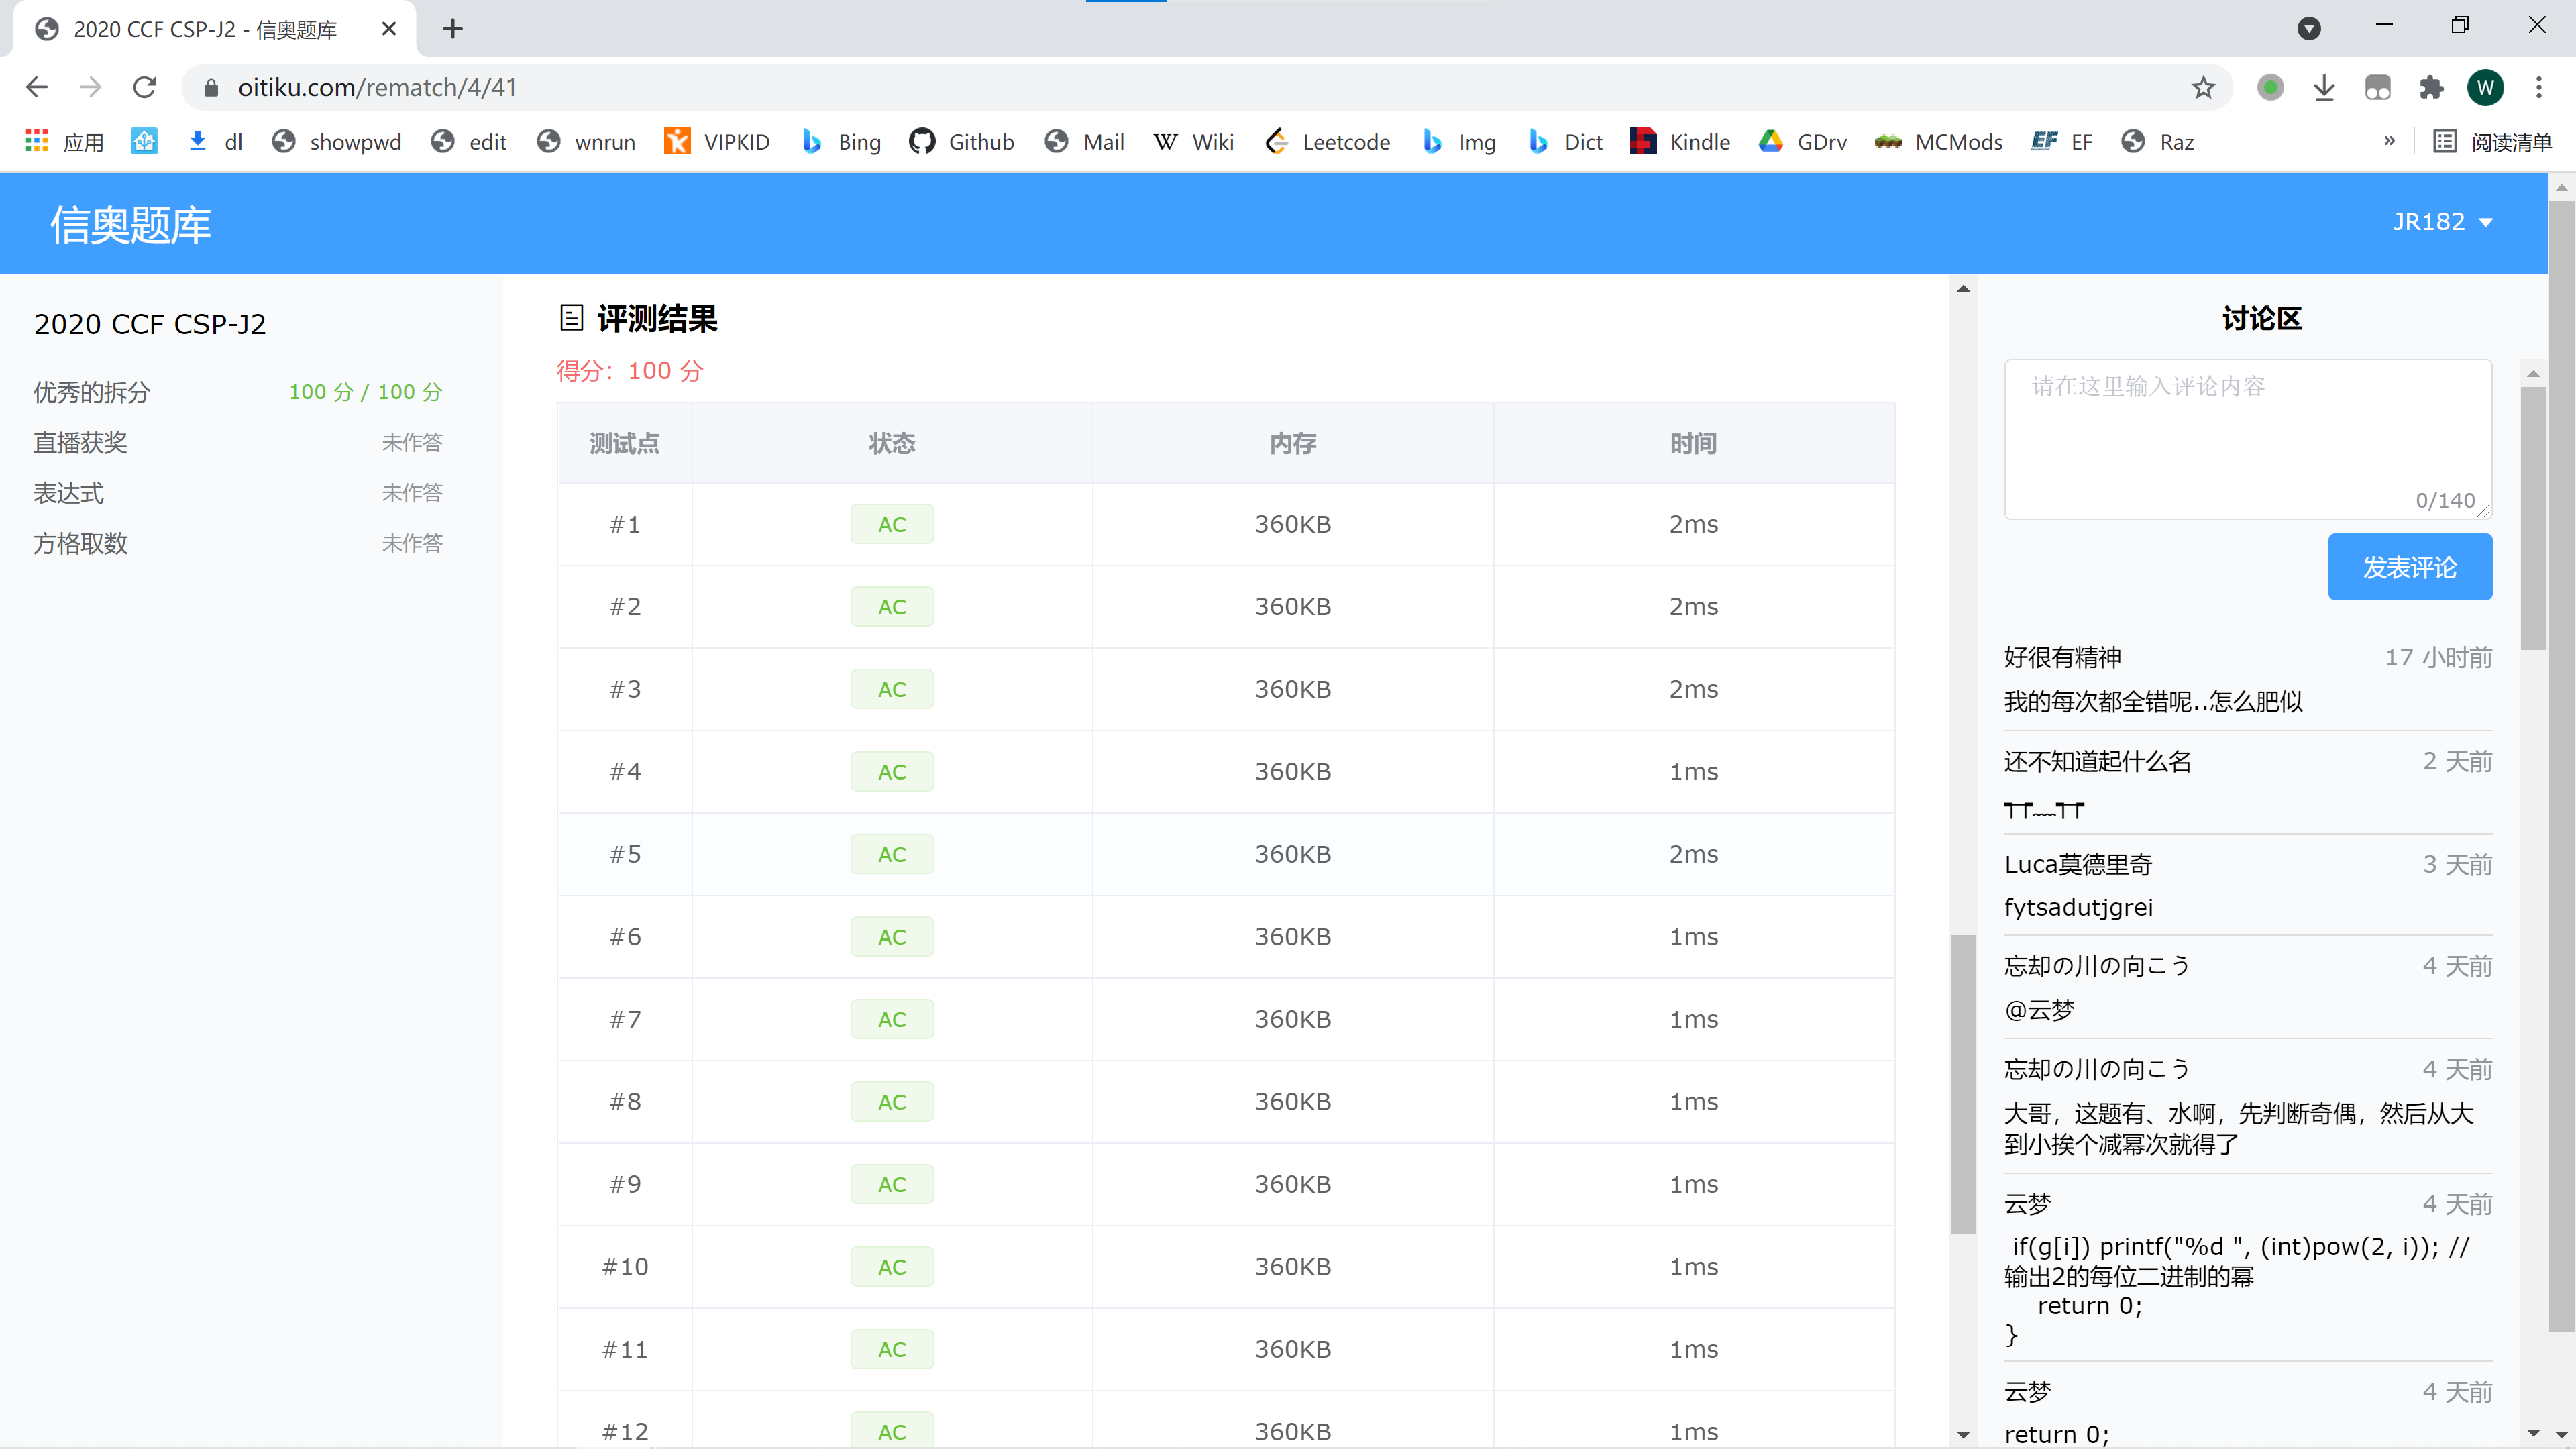 2020 CCF CSP-J2 - 信奥题库
oitiku.com/rematch/4/41
W
应用 dl showpwd edit wnrun VIPKID Bing Github Mail Wiki Leetcode Img Dict Kindle GDrv MCMods EF Raz » 阅读清单
信奥题库
JR182
2020 CCF CSP-J2
优秀的拆分 100 分 / 100 分
直播获奖 未作答
表达式 未作答
方格取数 未作答
评测结果
得分：100 分
测试点 状态 内存 时间
#1 AC 360KB 2ms
#2 AC 360KB 2ms
#3 AC 360KB 2ms
#4 AC 360KB 1ms
#5 AC 360KB 2ms
#6 AC 360KB 1ms
#7 AC 360KB 1ms
#8 AC 360KB 1ms
#9 AC 360KB 1ms
#10 AC 360KB 1ms
#11 AC 360KB 1ms
#12 AC 360KB 1ms
讨论区
请在这里输入评论内容
0/140
发表评论
好很有精神 17 小时前
我的每次都全错呢..怎么肥似
还不知道起什么名 2 天前
┳┳﹏┳┳
Luca莫德里奇 3 天前
fytsadutjgrei
忘却の川の向こう 4 天前
@云梦
忘却の川の向こう 4 天前
大哥，这题有、水啊，先判断奇偶，然后从大
到小挨个减幂次就得了
云梦 4 天前
if(g[i]) printf("%d ", (int)pow(2, i)); //
输出2的每位二进制的幂
return 0;
}
云梦 4 天前
return 0;